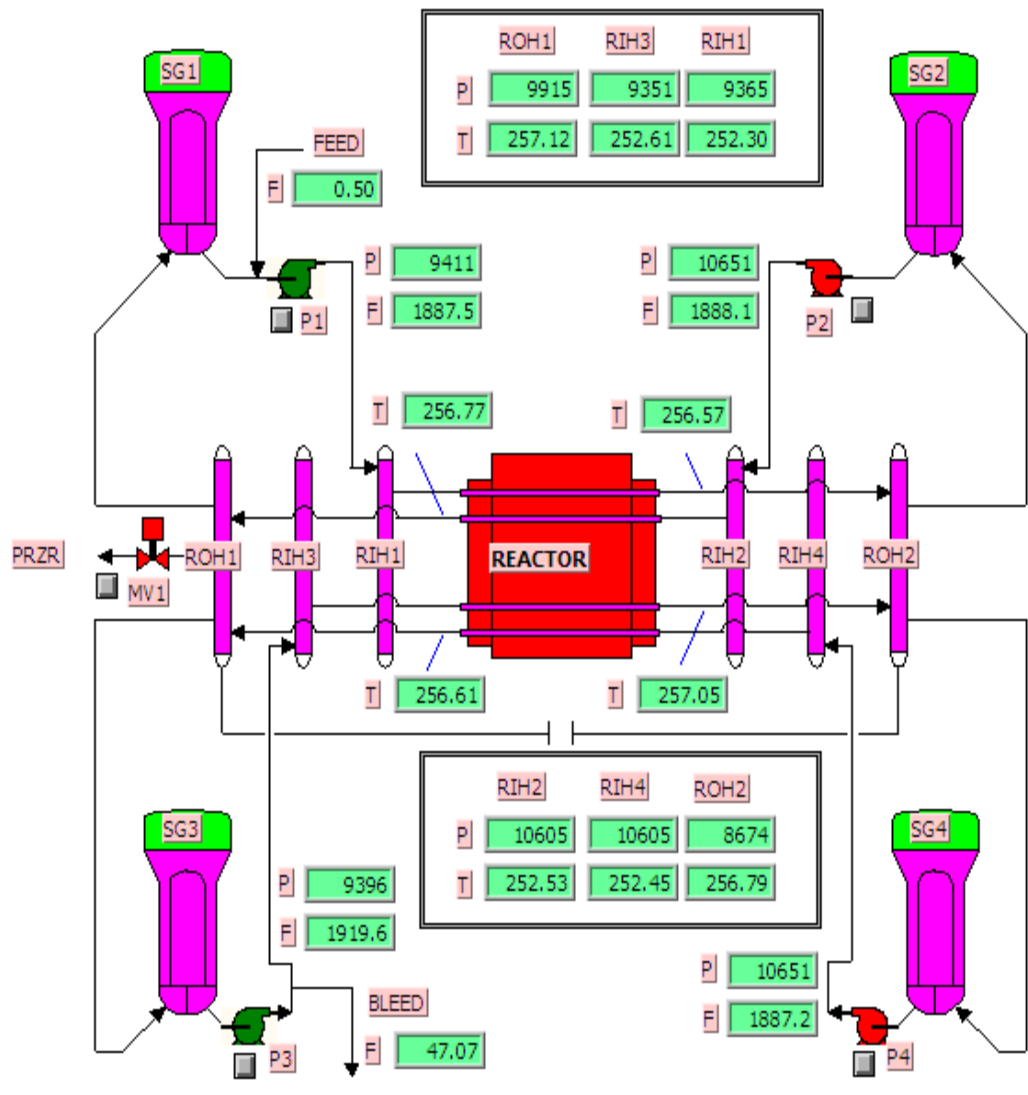 ROH1 RIH3 RIH1
P 9915 9351 9365
T 257.12 252.61 252.30
SG1
SG2
FEED
F 0.50
P 9411
F 1887.5
P1
P 10651
F 1888.1
P2
T 256.77
T 256.57
PRZR
MV1
ROH1
RIH3
RIH1
REACTOR
RIH2
RIH4
ROH2
T 256.61
T 257.05
RIH2 RIH4 ROH2
P 10605 10605 8674
T 252.53 252.45 256.79
SG3
SG4
P 9396
F 1919.6
P3
BLEED
F 47.07
P 10651
F 1887.2
P4